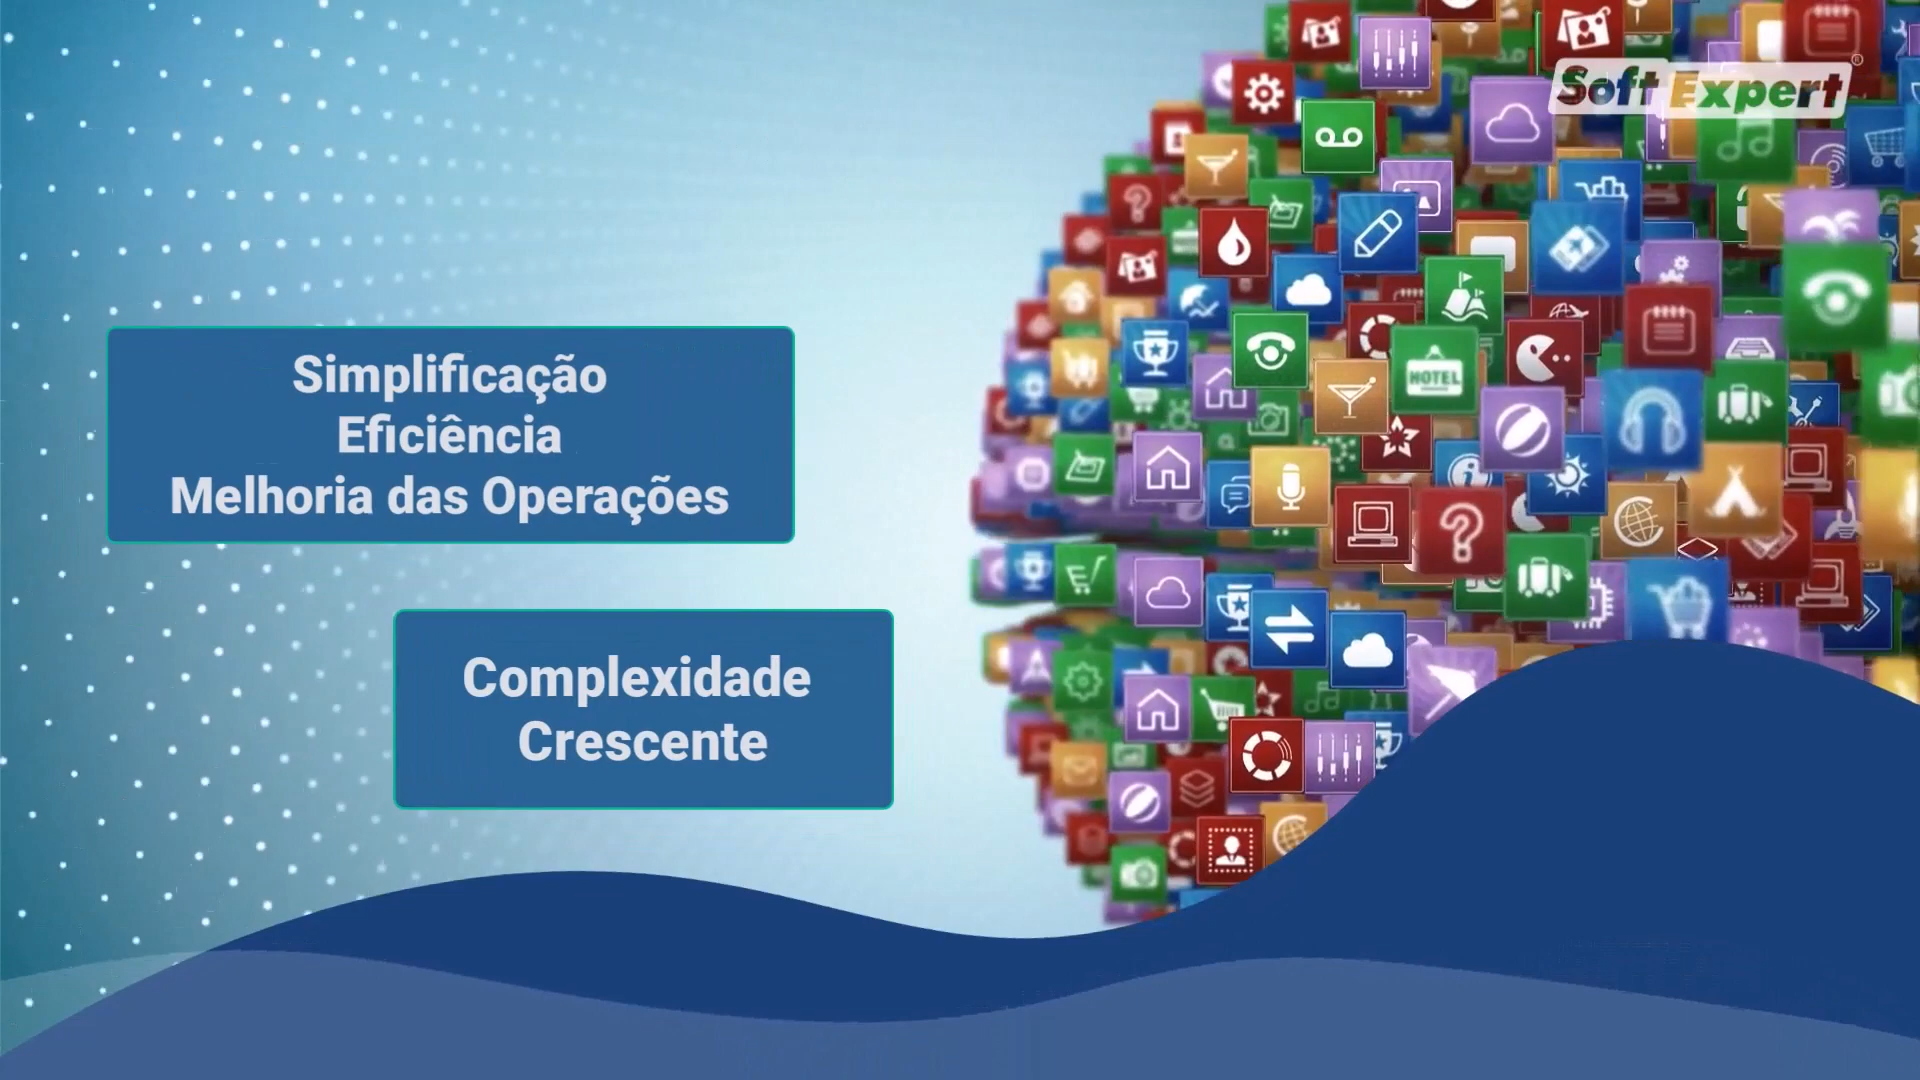 Soft Expert®
Simplificação
Eficiência
Melhoria das Operações
HOTEL
Complexidade
Crescente